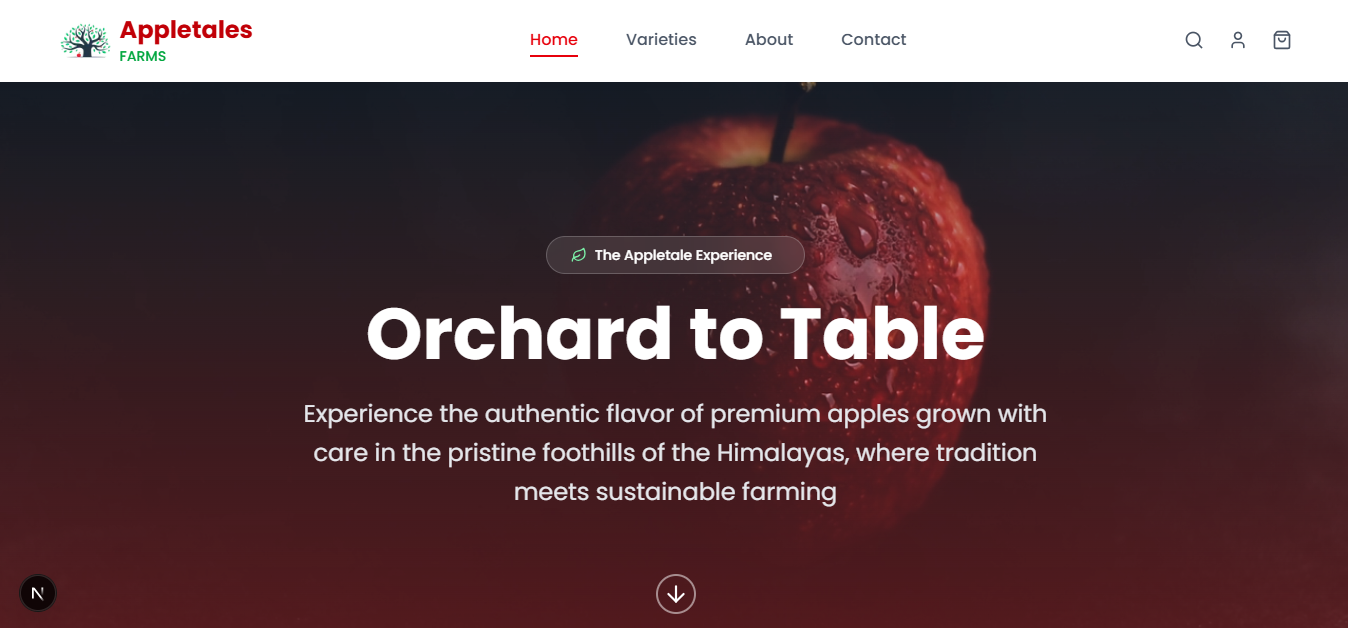 Appletales
FARMS
Home
Varieties
About
Contact
The Appletale Experience
Orchard to Table
Experience the authentic flavor of premium apples grown with
care in the pristine foothills of the Himalayas, where tradition
meets sustainable farming
N